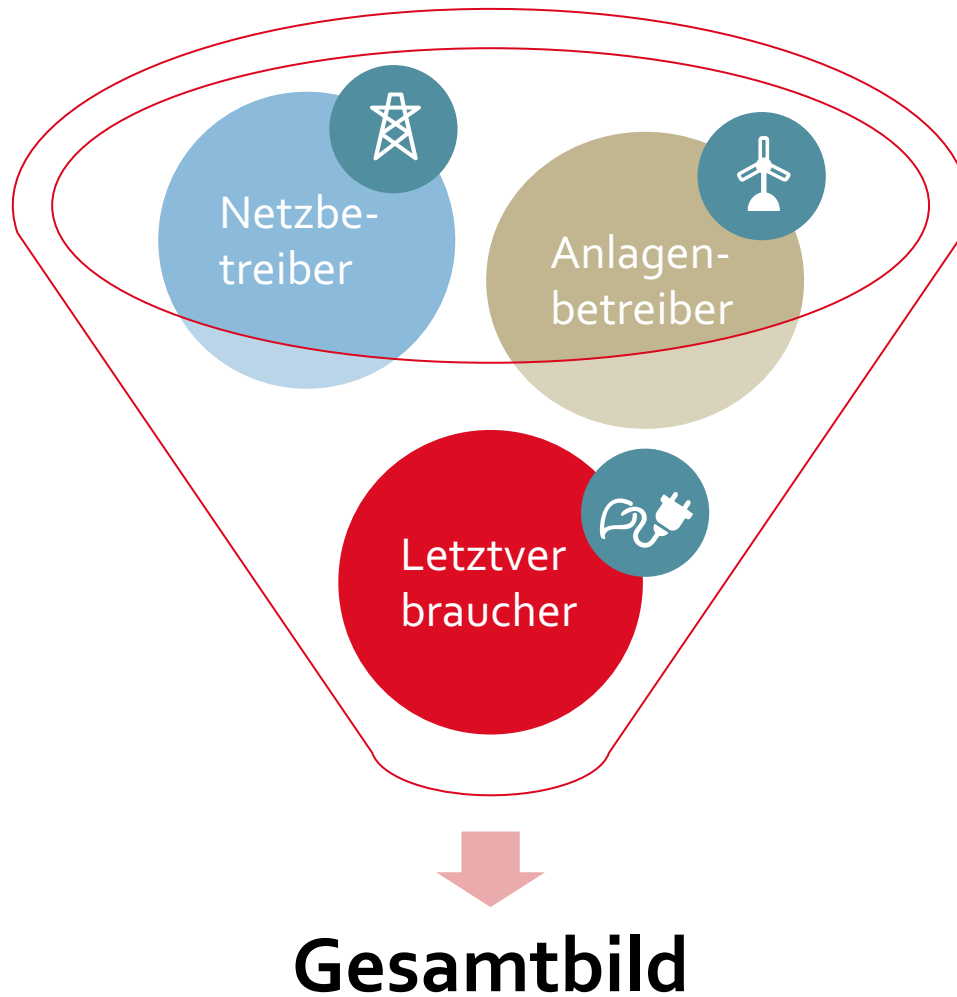 Netzbe-
treiber
Anlagen-
betreiber
Letztver
braucher
Gesamtbild